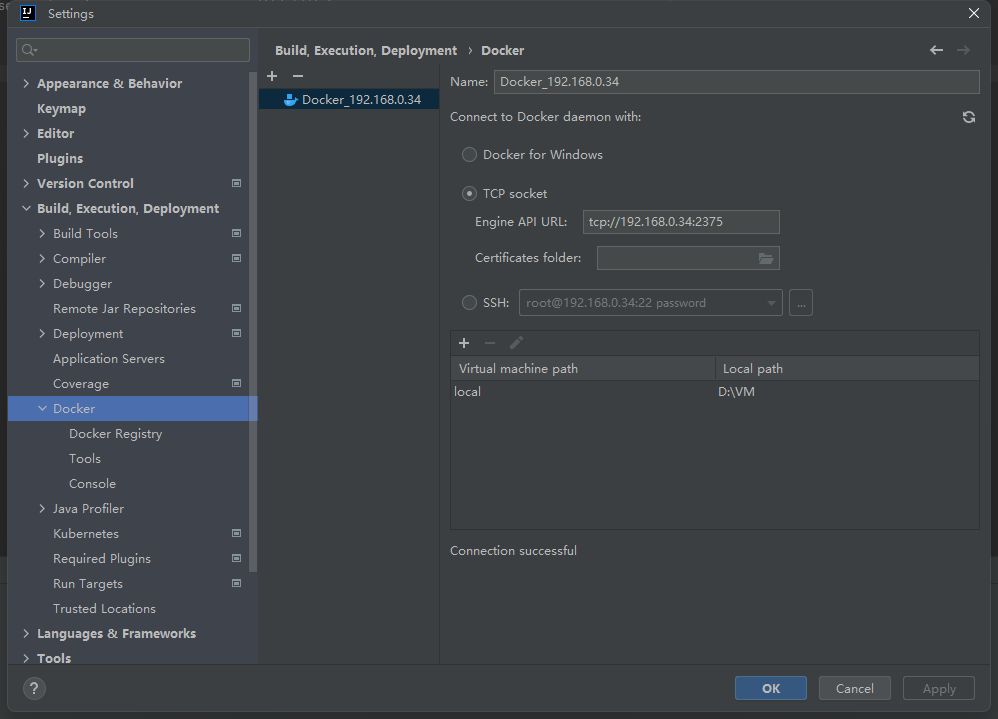 Settings
Build, Execution, Deployment › Docker
Appearance & Behavior
Keymap
Editor
Plugins
Version Control
Build, Execution, Deployment
Build Tools
Compiler
Debugger
Remote Jar Repositories
Deployment
Application Servers
Coverage
Docker
Docker Registry
Tools
Console
Java Profiler
Kubernetes
Required Plugins
Run Targets
Trusted Locations
Languages & Frameworks
Tools
Docker_192.168.0.34
Name: Docker_192.168.0.34
Connect to Docker daemon with:
Docker for Windows
TCP socket
Engine API URL: tcp://192.168.0.34:2375
Certificates folder:
SSH: root@192.168.0.34:22 password ...
Virtual machine path Local path
local D:\VM
Connection successful
? OK Cancel Apply